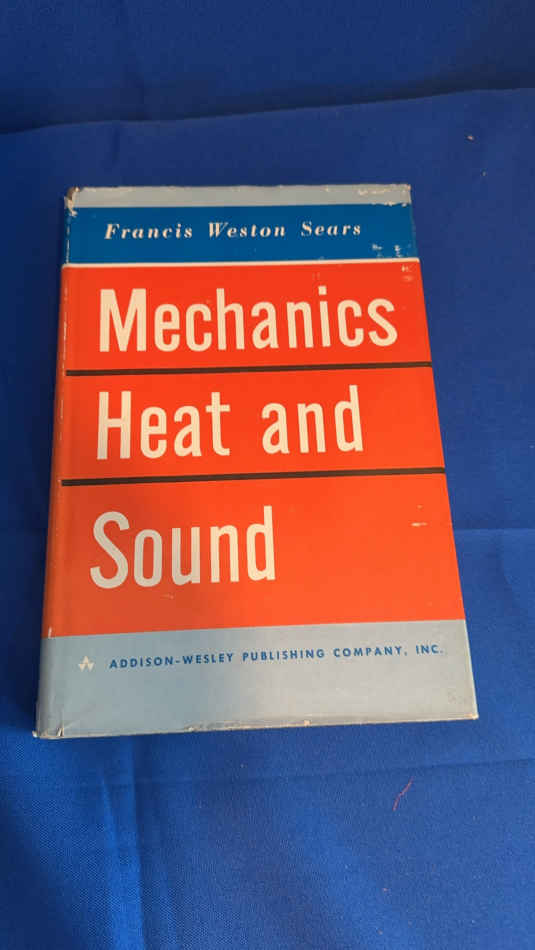 Francis Weston Sears
Mechanics
Heat and
Sound
ADDISON-WESLEY PUBLISHING COMPANY, INC.